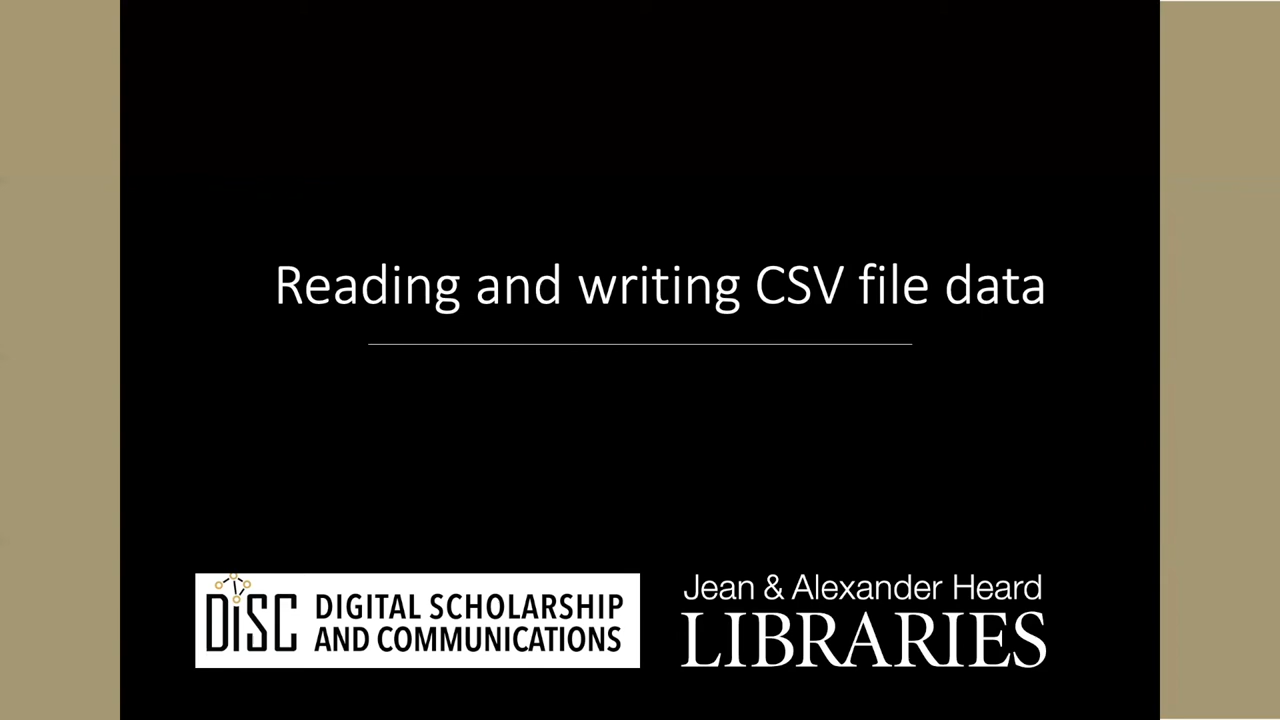 Reading and writing CSV file data
DiSC DIGITAL SCHOLARSHIP
AND COMMUNICATIONS
Jean & Alexander Heard
LIBRARIES